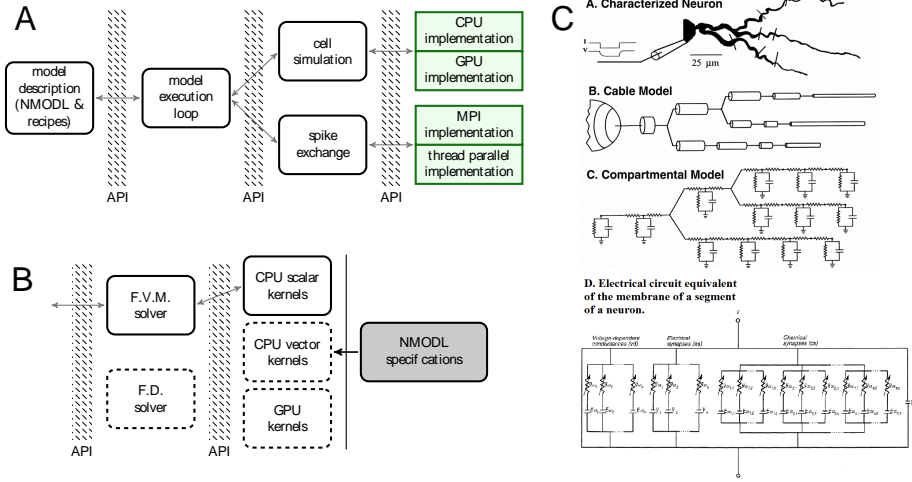 A
model
description
(NMODL &
recipes)
API
model
execution
loop
API
cell
simulation
spike
exchange
API
CPU
implementation
GPU
implementation
MPI
implementation
thread parallel
implementation
B
API
F.V.M.
solver
F.D.
solver
API
CPU scalar
kernels
CPU vector
kernels
GPU
kernels
NMODL
specifications
C
A. Characterized Neuron
I
V
25 µm
B. Cable Model
C. Compartmental Model
D. Electrical circuit equivalent
of the membrane of a segment
of a neuron.
Voltage-dependent
conductances (vd)
Electrical
synapses (es)
Chemical
synapses (cs)